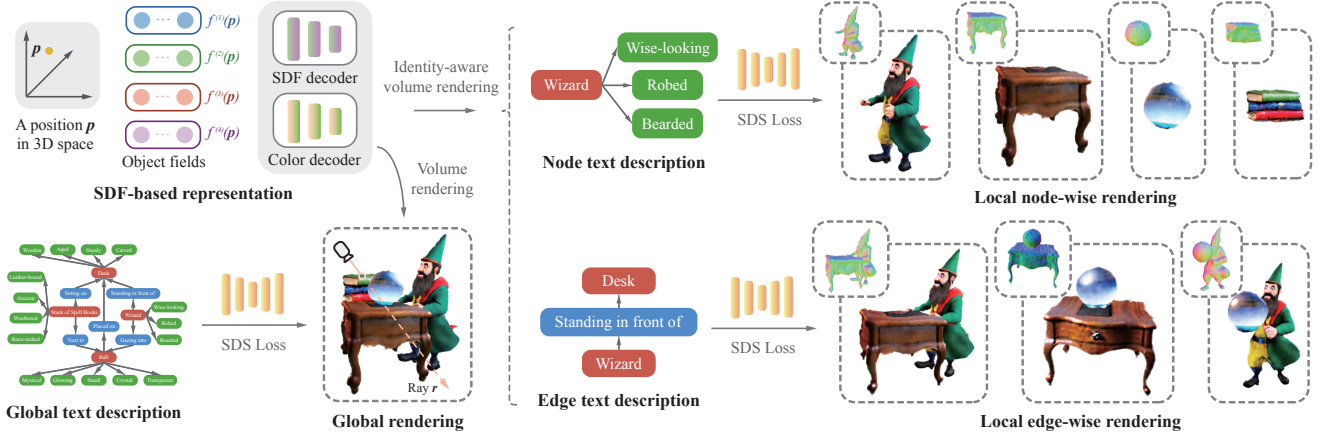 p
A position p
in 3D space
f⁽¹⁾(p)
f⁽²⁾(p)
f⁽³⁾(p)
f⁽⁴⁾(p)
Object fields
SDF decoder
Color decoder
SDF-based representation
Identity-aware
volume rendering
Volume
rendering
Wizard
Wise-looking
Robed
Bearded
SDS Loss
Node text description
Local node-wise rendering
Wooden
Aged
Sturdy
Carved
Desk
Leather-bound
Ancient
Weathered
Rune-etched
Sitting on
Standing in front of
Stack of Spell Books
Wizard
Wise-looking
Robed
Bearded
Placed on
Next to
Gazing into
Ball
Mystical
Glowing
Small
Crystal
Transparent
Global text description
SDS Loss
Ray r
Global rendering
Desk
Standing in front of
Wizard
Edge text description
SDS Loss
Local edge-wise rendering